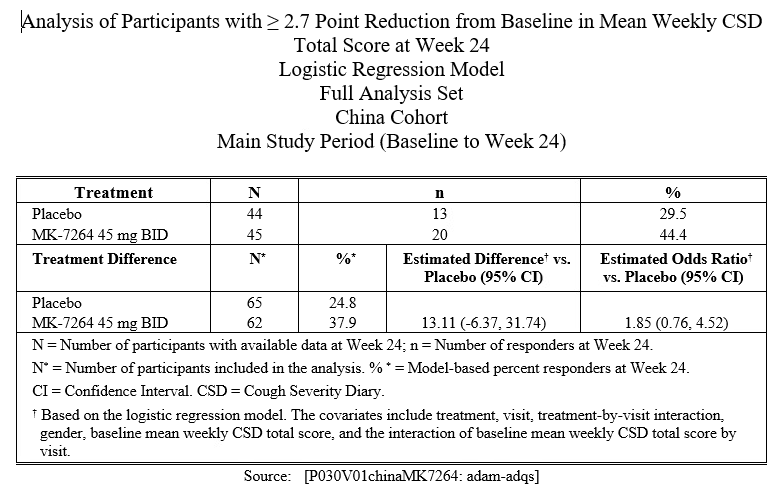 Analysis of Participants with ≥ 2.7 Point Reduction from Baseline in Mean Weekly CSD
Total Score at Week 24
Logistic Regression Model
Full Analysis Set
China Cohort
Main Study Period (Baseline to Week 24)
Treatment N n %
Placebo 44 13 29.5
MK-7264 45 mg BID 45 20 44.4
Treatment Difference N* %* Estimated Difference† vs. Placebo (95% CI) Estimated Odds Ratio† vs. Placebo (95% CI)
Placebo 65 24.8
MK-7264 45 mg BID 62 37.9 13.11 (-6.37, 31.74) 1.85 (0.76, 4.52)
N = Number of participants with available data at Week 24; n = Number of responders at Week 24.
N* = Number of participants included in the analysis. % * = Model-based percent responders at Week 24.
CI = Confidence Interval. CSD = Cough Severity Diary.
† Based on the logistic regression model. The covariates include treatment, visit, treatment-by-visit interaction,
gender, baseline mean weekly CSD total score, and the interaction of baseline mean weekly CSD total score by
visit.
Source: [P030V01chinaMK7264: adam-adqs]